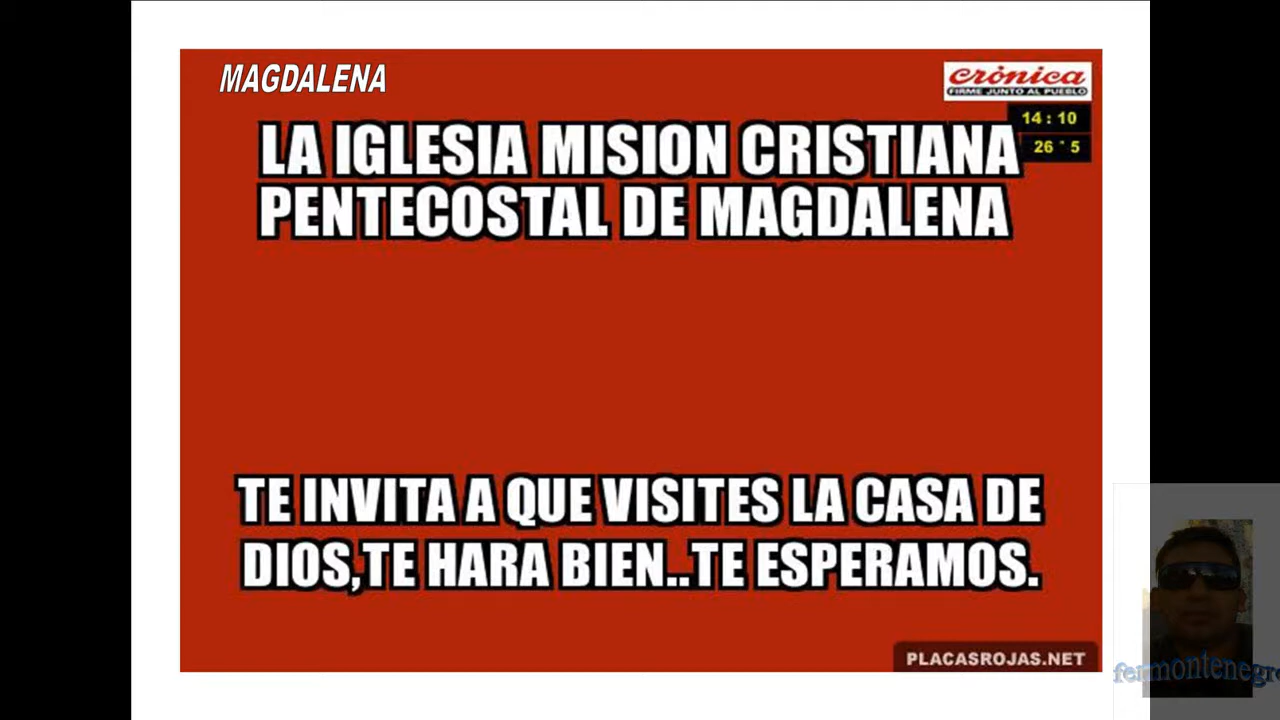 MAGDALENA
crònica
FIRME JUNTO AL PUEBLO
14:10
26°5
LA IGLESIA MISION CRISTIANA
PENTECOSTAL DE MAGDALENA
TE INVITA A QUE VISITES LA CASA DE
DIOS,TE HARA BIEN..TE ESPERAMOS.
PLACASROJAS.NET
fermontenegro